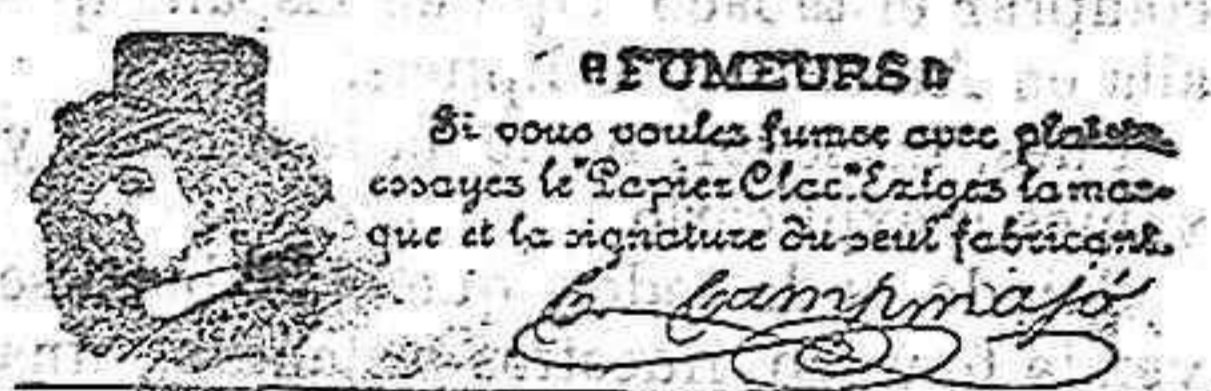 FUMEURS
Si vous voulez fumer avec plaisir
essayez le "Papier Clac". Exigez la mar-
que et la signature du seul fabricant.
C. Campmajó